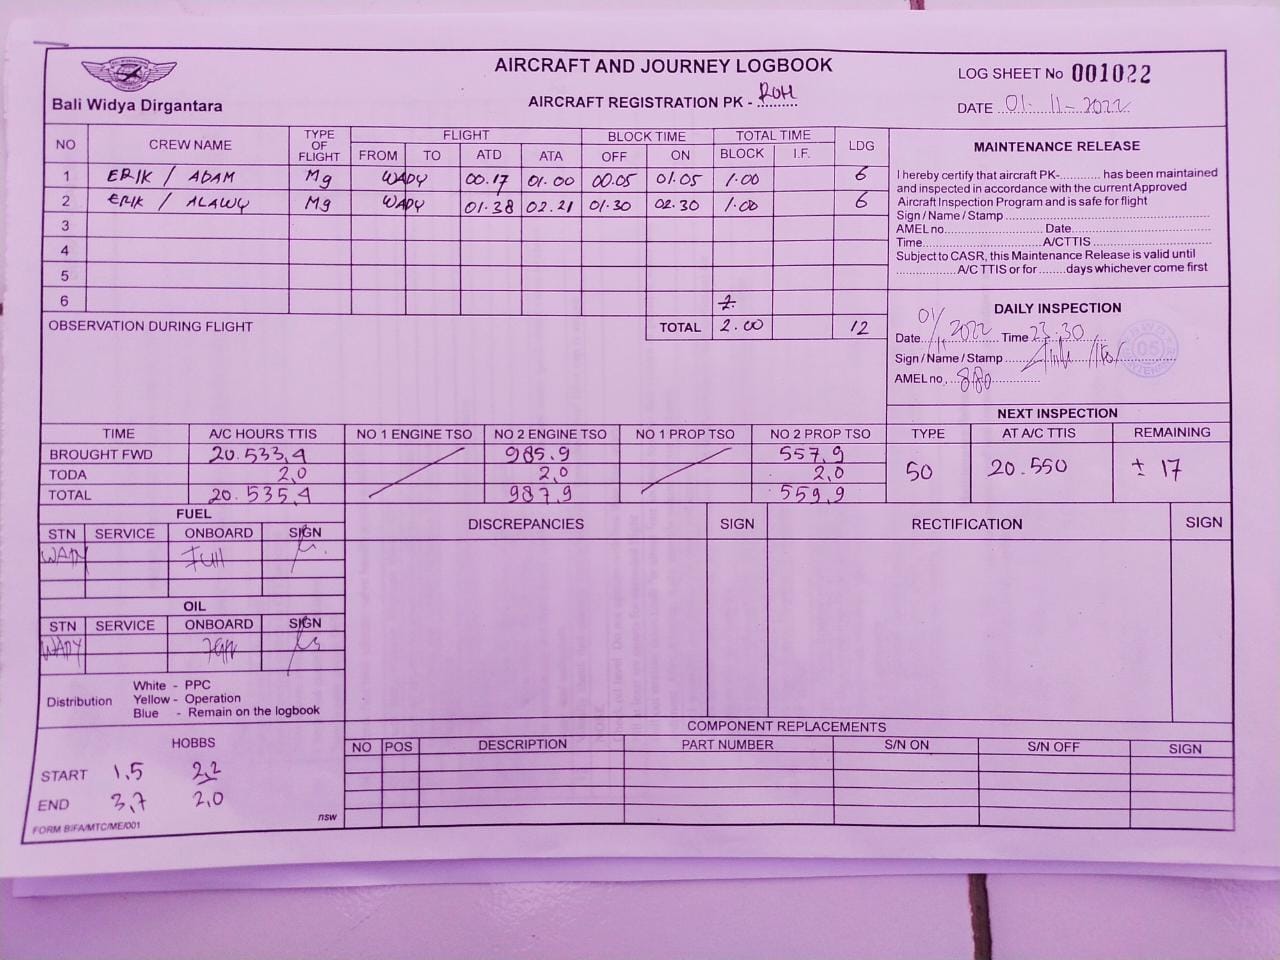 AIRCRAFT AND JOURNEY LOGBOOK
LOG SHEET No 001022
Bali Widya Dirgantara
AIRCRAFT REGISTRATION PK - ROH
DATE 01-11-2022
NO CREW NAME TYPE OF FLIGHT FLIGHT BLOCK TIME TOTAL TIME LDG
FROM TO ATD ATA OFF ON BLOCK I.F.
1 ERIK / ADAM Mg WADY 00.17 01.00 00.05 01.05 1.00 6
2 ERIK / ALAWY Mg WADY 01.38 02.21 01.30 02.30 1.00 6
3
4
5
6
OBSERVATION DURING FLIGHT TOTAL 2.00 12
MAINTENANCE RELEASE
I hereby certify that aircraft PK-............ has been maintained
and inspected in accordance with the current Approved
Aircraft Inspection Program and is safe for flight
Sign / Name / Stamp
AMEL no. Date
Time A/CTTIS
Subject to CASR, this Maintenance Release is valid until
A/C TTIS or for ........days whichever come first
DAILY INSPECTION
Date 01/11 2022 Time 23.30
Sign / Name / Stamp
AMEL no. 880
NEXT INSPECTION
TYPE AT A/C TTIS REMAINING
50 20.550 ± 17
TIME A/C HOURS TTIS NO 1 ENGINE TSO NO 2 ENGINE TSO NO 1 PROP TSO NO 2 PROP TSO
BROUGHT FWD 20.533,4 985.9 557,9
TODA 2,0 2,0 2,0
TOTAL 20.535,4 987,9 559,9
FUEL
STN SERVICE ONBOARD SIGN
WADY Full
OIL
STN SERVICE ONBOARD SIGN
WADY
Distribution White - PPC
Yellow - Operation
Blue - Remain on the logbook
DISCREPANCIES SIGN RECTIFICATION SIGN
HOBBS
START 1,5 2,2
END 3,7 2,0
FORM BIFA/MTC/ME/001
nsw
COMPONENT REPLACEMENTS
NO POS DESCRIPTION PART NUMBER S/N ON S/N OFF SIGN